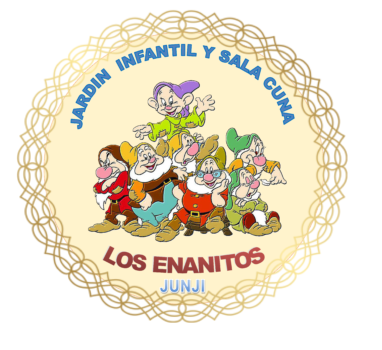 JARDIN INFANTIL Y SALA CUNA
LOS ENANITOS
JUNJI